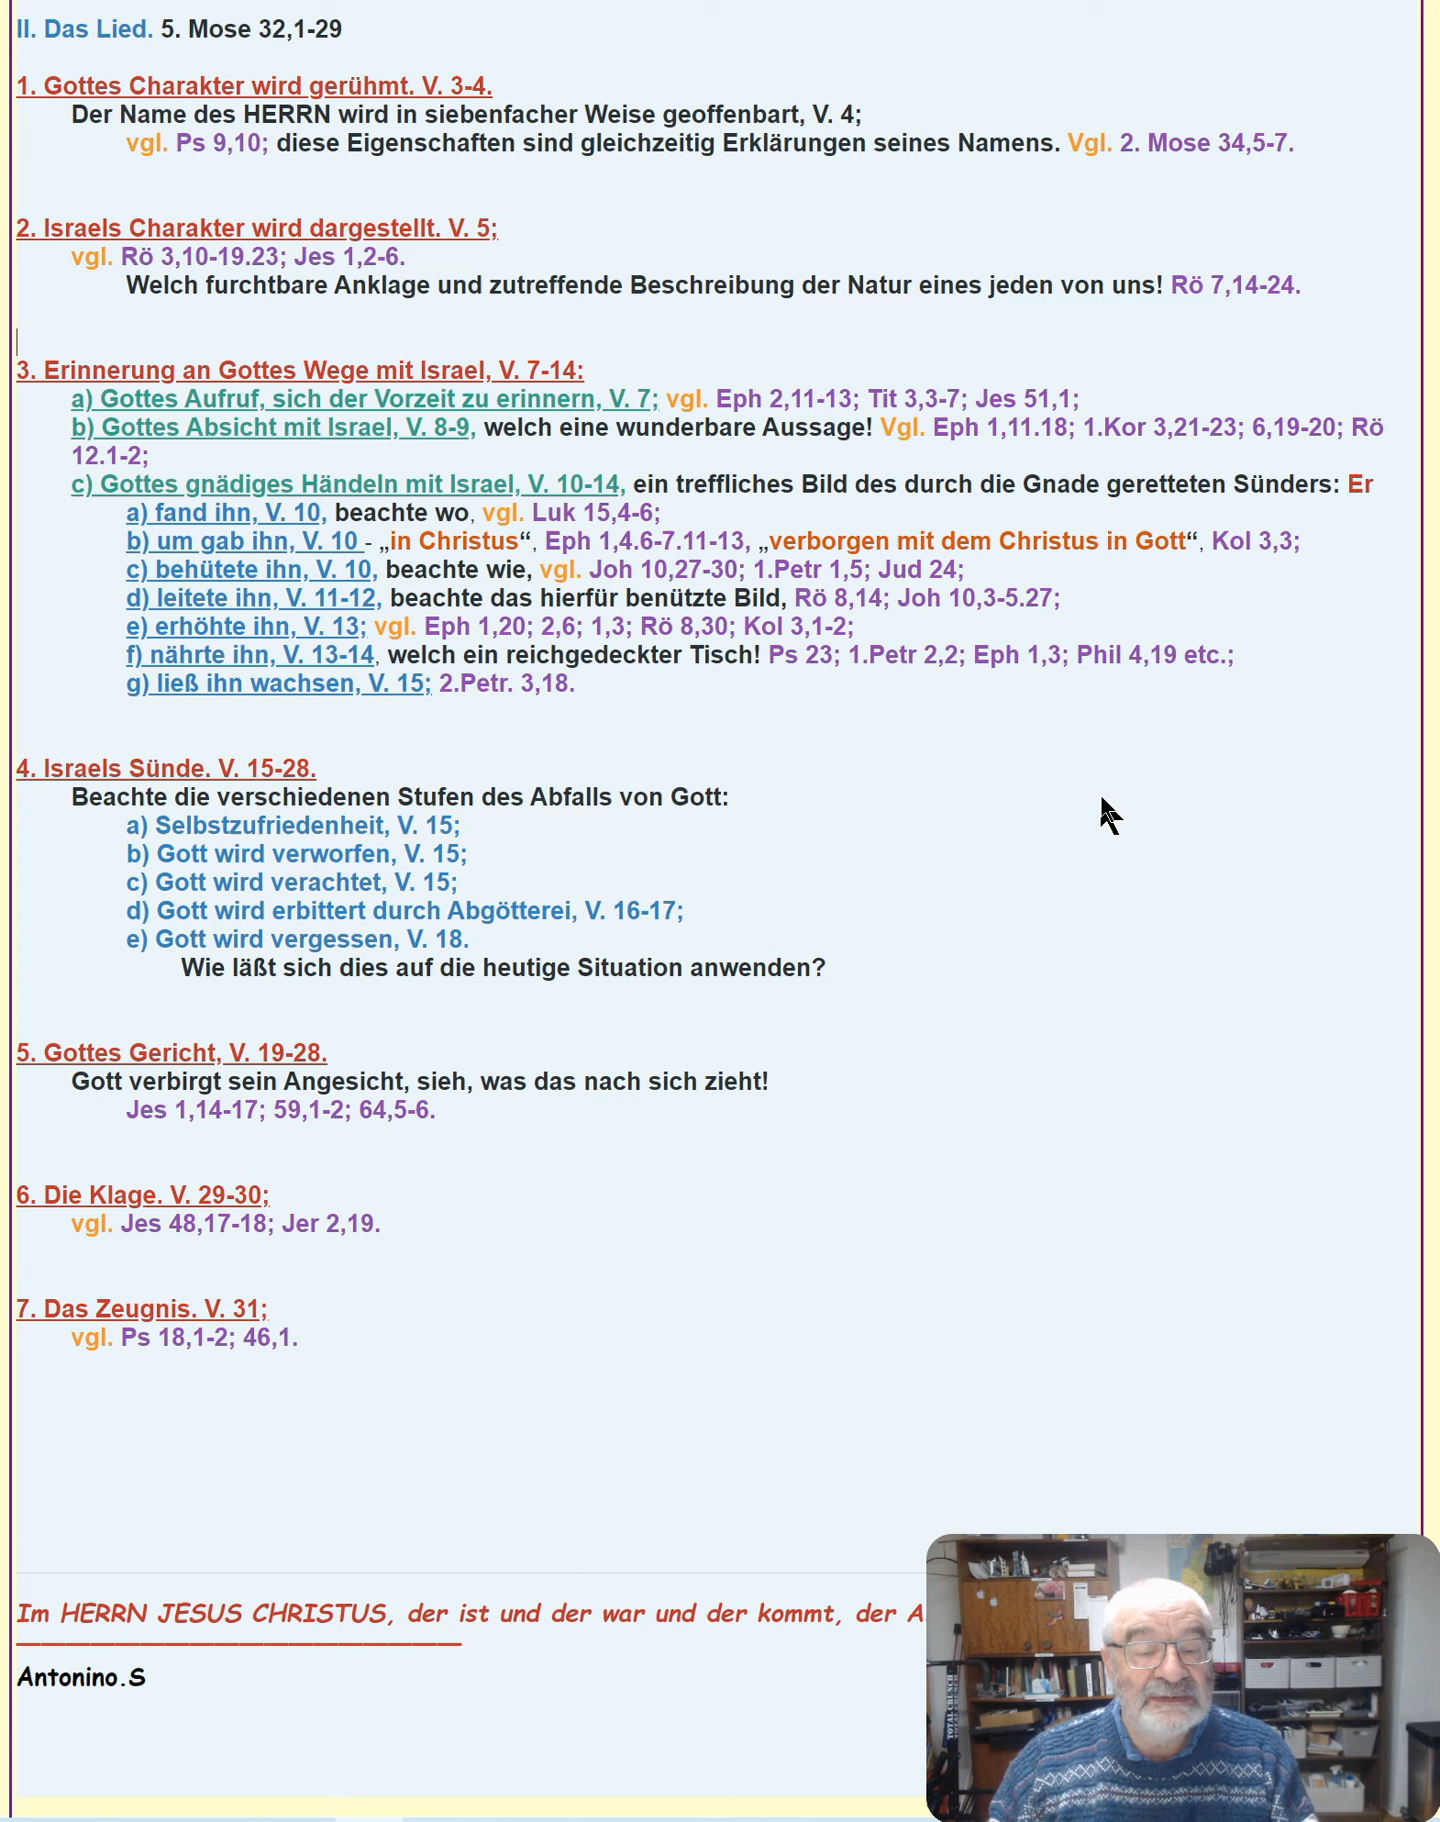 II. Das Lied. 5. Mose 32,1-29
1. Gottes Charakter wird gerühmt. V. 3-4.
Der Name des HERRN wird in siebenfacher Weise geoffenbart, V. 4;
vgl. Ps 9,10; diese Eigenschaften sind gleichzeitig Erklärungen seines Namens. Vgl. 2. Mose 34,5-7.
2. Israels Charakter wird dargestellt. V. 5;
vgl. Rö 3,10-19.23; Jes 1,2-6.
Welch furchtbare Anklage und zutreffende Beschreibung der Natur eines jeden von uns! Rö 7,14-24.
3. Erinnerung an Gottes Wege mit Israel, V. 7-14:
a) Gottes Aufruf, sich der Vorzeit zu erinnern, V. 7; vgl. Eph 2,11-13; Tit 3,3-7; Jes 51,1;
b) Gottes Absicht mit Israel, V. 8-9, welch eine wunderbare Aussage! Vgl. Eph 1,11.18; 1.Kor 3,21-23; 6,19-20; Rö
12.1-2;
c) Gottes gnädiges Händeln mit Israel, V. 10-14, ein treffliches Bild des durch die Gnade geretteten Sünders: Er
a) fand ihn, V. 10, beachte wo, vgl. Luk 15,4-6;
b) um gab ihn, V. 10 - „in Christus“, Eph 1,4.6-7.11-13, „verborgen mit dem Christus in Gott“, Kol 3,3;
c) behütete ihn, V. 10, beachte wie, vgl. Joh 10,27-30; 1.Petr 1,5; Jud 24;
d) leitete ihn, V. 11-12, beachte das hierfür benützte Bild, Rö 8,14; Joh 10,3-5.27;
e) erhöhte ihn, V. 13; vgl. Eph 1,20; 2,6; 1,3; Rö 8,30; Kol 3,1-2;
f) nährte ihn, V. 13-14, welch ein reichgedeckter Tisch! Ps 23; 1.Petr 2,2; Eph 1,3; Phil 4,19 etc.;
g) ließ ihn wachsen, V. 15; 2.Petr. 3,18.
4. Israels Sünde. V. 15-28.
Beachte die verschiedenen Stufen des Abfalls von Gott:
a) Selbstzufriedenheit, V. 15;
b) Gott wird verworfen, V. 15;
c) Gott wird verachtet, V. 15;
d) Gott wird erbittert durch Abgötterei, V. 16-17;
e) Gott wird vergessen, V. 18.
Wie läßt sich dies auf die heutige Situation anwenden?
5. Gottes Gericht, V. 19-28.
Gott verbirgt sein Angesicht, sieh, was das nach sich zieht!
Jes 1,14-17; 59,1-2; 64,5-6.
6. Die Klage. V. 29-30;
vgl. Jes 48,17-18; Jer 2,19.
7. Das Zeugnis. V. 31;
vgl. Ps 18,1-2; 46,1.
Im HERRN JESUS CHRISTUS, der ist und der war und der kommt, der A
Antonino.S